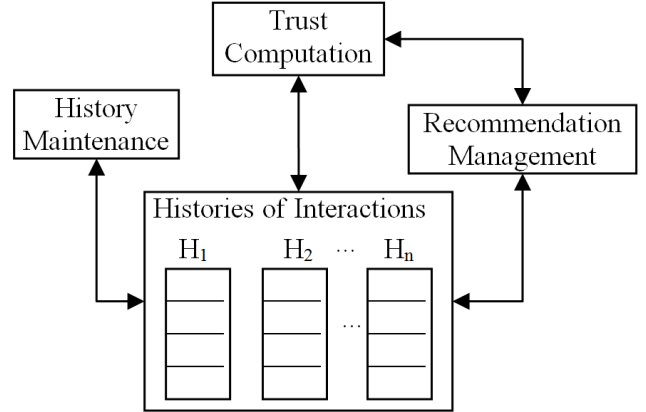 Trust
Computation
History
Maintenance
Recommendation
Management
Histories of Interactions
H₁ H₂ ... Hₙ
...